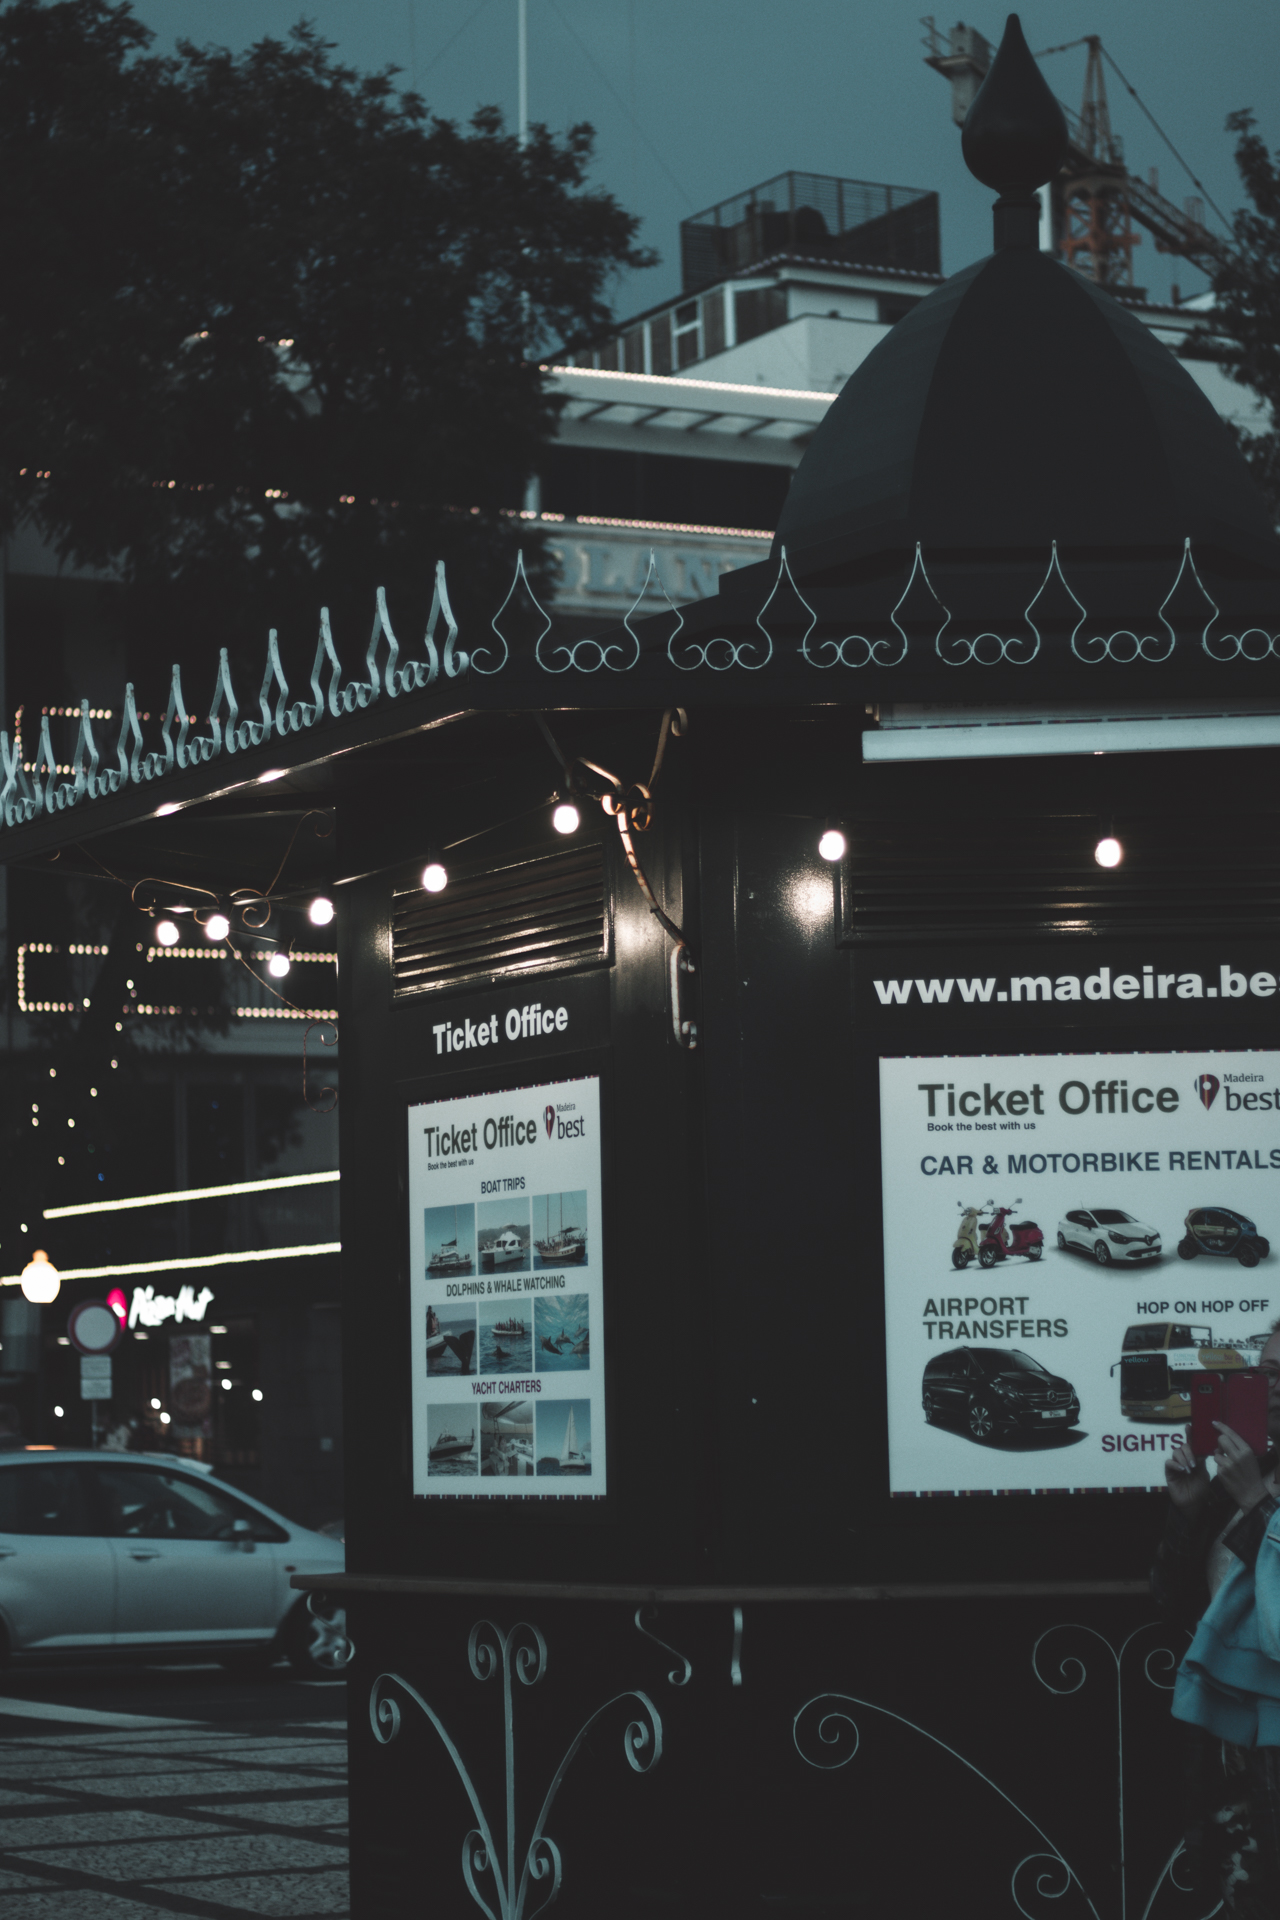 Ticket Office
Ticket Office
Madeira
best
Book the best with us
BOAT TRIPS
DOLPHINS & WHALE WATCHING
YACHT CHARTERS
www.madeira.be
Ticket Office
Madeira
best
Book the best with us
CAR & MOTORBIKE RENTALS
AIRPORT
TRANSFERS
HOP ON HOP OFF
yellow
SIGHTS
Pizza Hut